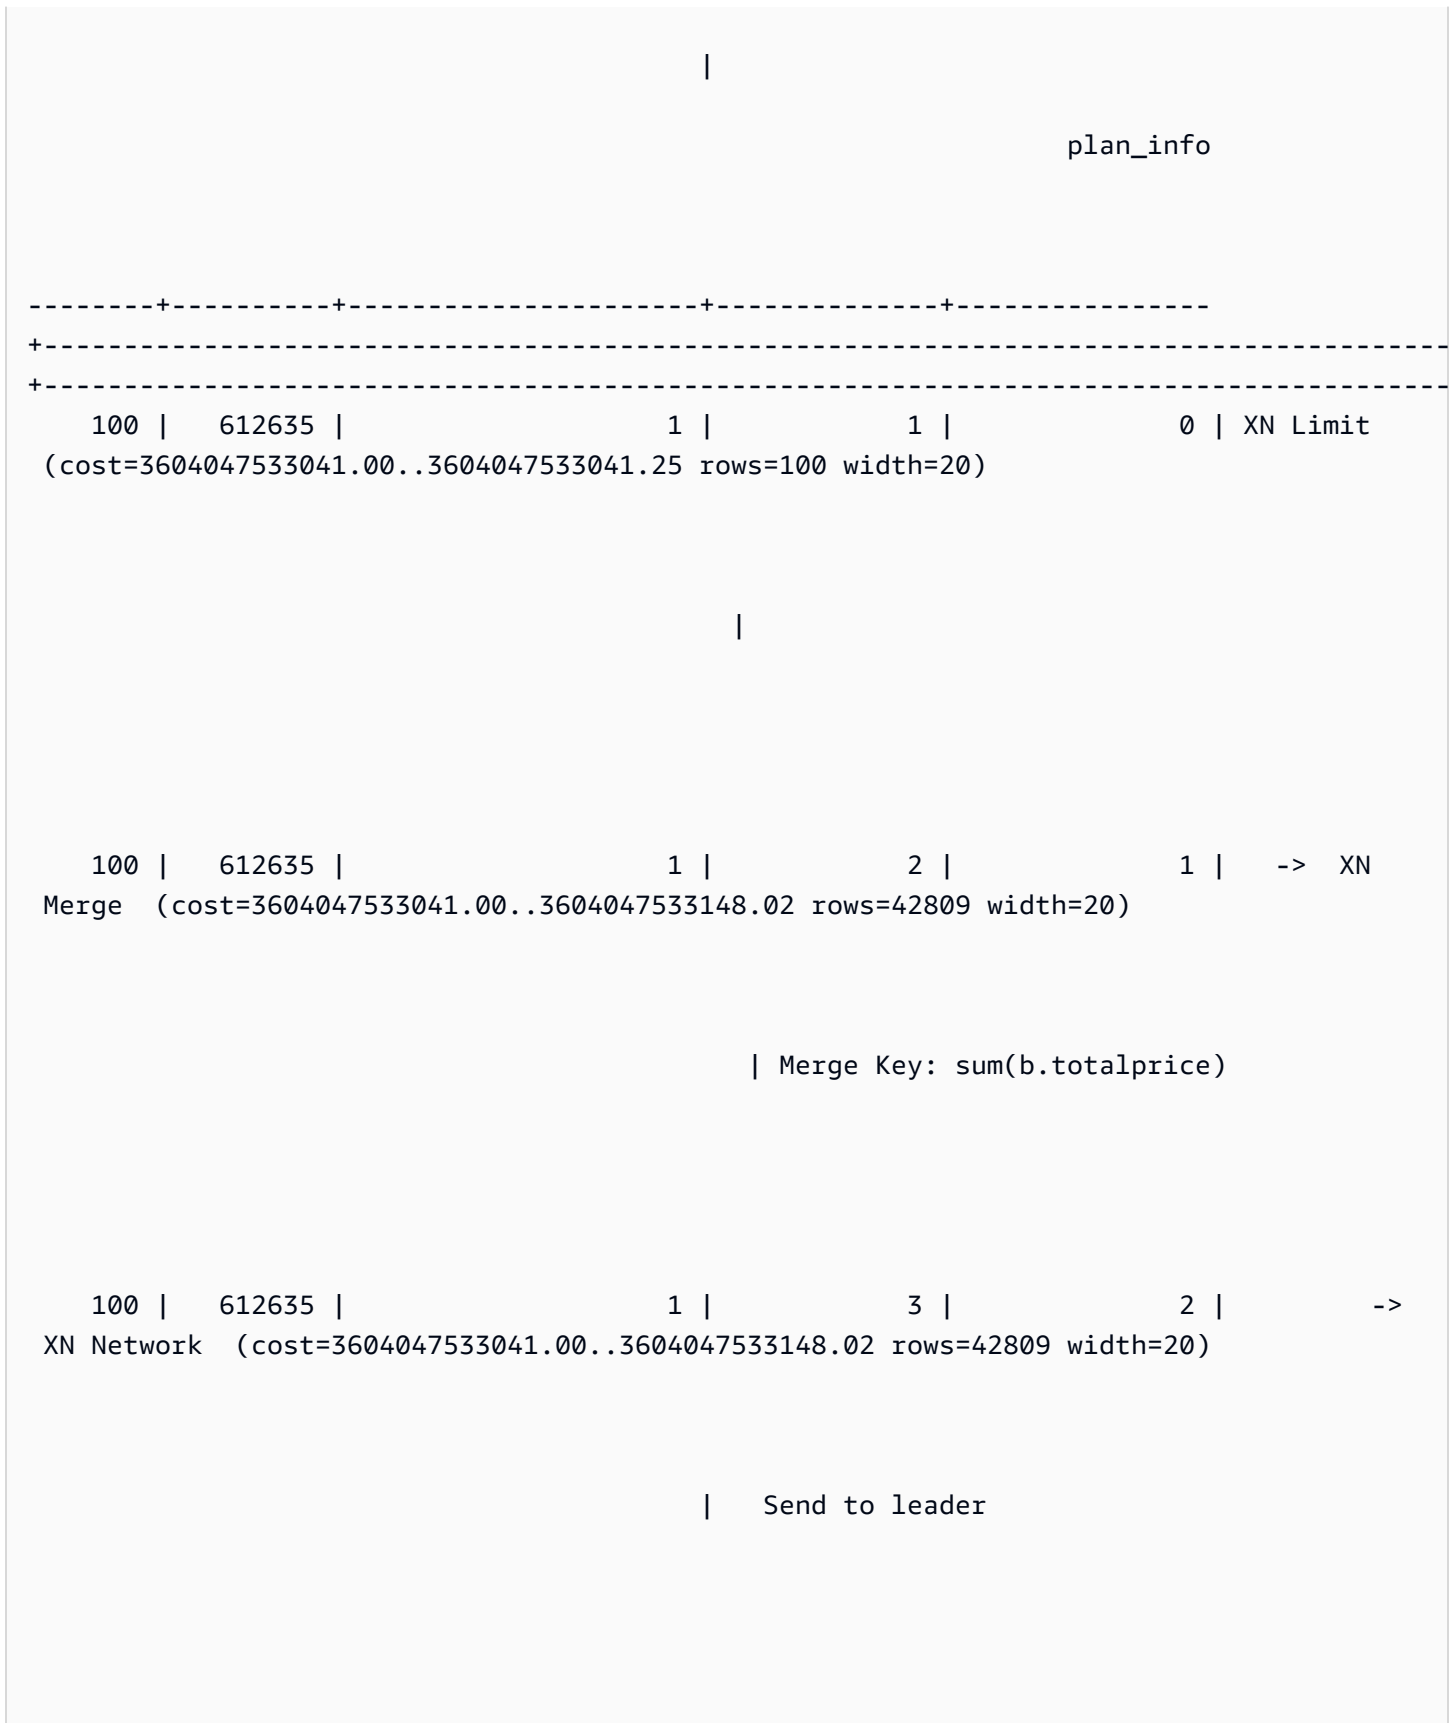 |
plan_info
--------+----------+----------------------+--------------+----------------
+----------------------------------------------------------------------------------------
+----------------------------------------------------------------------------------------
100 | 612635 | 1 | 1 | 0 | XN Limit
(cost=3604047533041.00..3604047533041.25 rows=100 width=20)
|
100 | 612635 | 1 | 2 | 1 | -> XN
Merge (cost=3604047533041.00..3604047533148.02 rows=42809 width=20)
| Merge Key: sum(b.totalprice)
100 | 612635 | 1 | 3 | 2 | ->
XN Network (cost=3604047533041.00..3604047533148.02 rows=42809 width=20)
| Send to leader